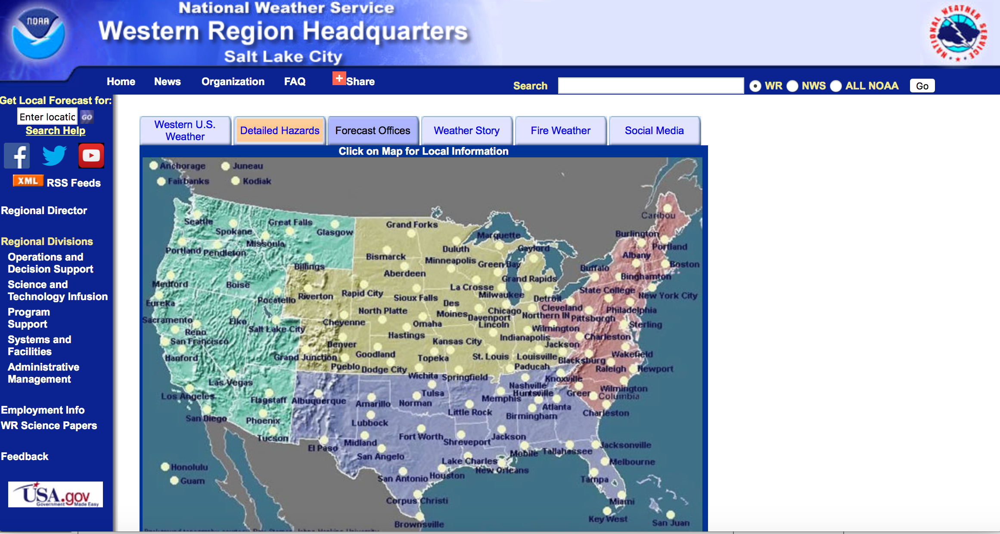 National Weather Service
Western Region Headquarters
Salt Lake City
NOAA
NATIONAL WEATHER SERVICE
Home News Organization FAQ Share
Search WR NWS ALL NOAA Go
Get Local Forecast for:
Enter locatic GO
Search Help
XML RSS Feeds
Regional Director
Regional Divisions
Operations and
Decision Support
Science and
Technology Infusion
Program
Support
Systems and
Facilities
Administrative
Management
Employment Info
WR Science Papers
Feedback
USA.gov
Government Made Easy
Western U.S.
Weather
Detailed Hazards
Forecast Offices
Weather Story
Fire Weather
Social Media
Click on Map for Local Information
Anchorage
Juneau
Fairbanks
Kodiak
Caribou
Seattle
Great Falls
Grand Forks
Spokane
Glasgow
Marquette
Burlington
Missoula
Portland
Pendleton
Duluth
Gaylord
Portland
Bismarck
Minneapolis
Green Bay
Albany
Billings
Buffalo
Boston
Aberdeen
Grand Rapids
Binghamton
Medford
Boise
La Crosse
State College
Pocatello
Riverton
Rapid City
Sioux Falls
Milwaukee
Detroit
New York City
Eureka
Des
Moines
North Platte
Chicago
Cleveland
Philadelphia
Sacramento
Elko
Cheyenne
Omaha
Davenport
Northern IN
Pittsburgh
Reno
Salt Lake City
Lincoln
Wilmington
Sterling
San Francisco
Hastings
Indianapolis
Charleston
Denver
Kansas City
Jackson
Hanford
Grand Junction
Goodland
Topeka
St. Louis
Louisville
Blacksburg
Wakefield
Pueblo
Dodge City
Paducah
Raleigh
Newport
Las Vegas
Wichita
Springfield
Nashville
Knoxville
Los Angeles
Flagstaff
Albuquerque
Amarillo
Tulsa
Norman
Memphis
Huntsville
Greer
Wilmington
Columbia
Little Rock
Atlanta
San Diego
Phoenix
Lubbock
Birmingham
Charleston
Tucson
Midland
Fort Worth
Shreveport
Jackson
El Paso
San Angelo
Mobile
Tallahassee
Jacksonville
Lake Charles
Melbourne
Honolulu
New Orleans
Guam
San Antonio
Houston
Tampa
Corpus Christi
Miami
Key West
Brownsville
San Juan